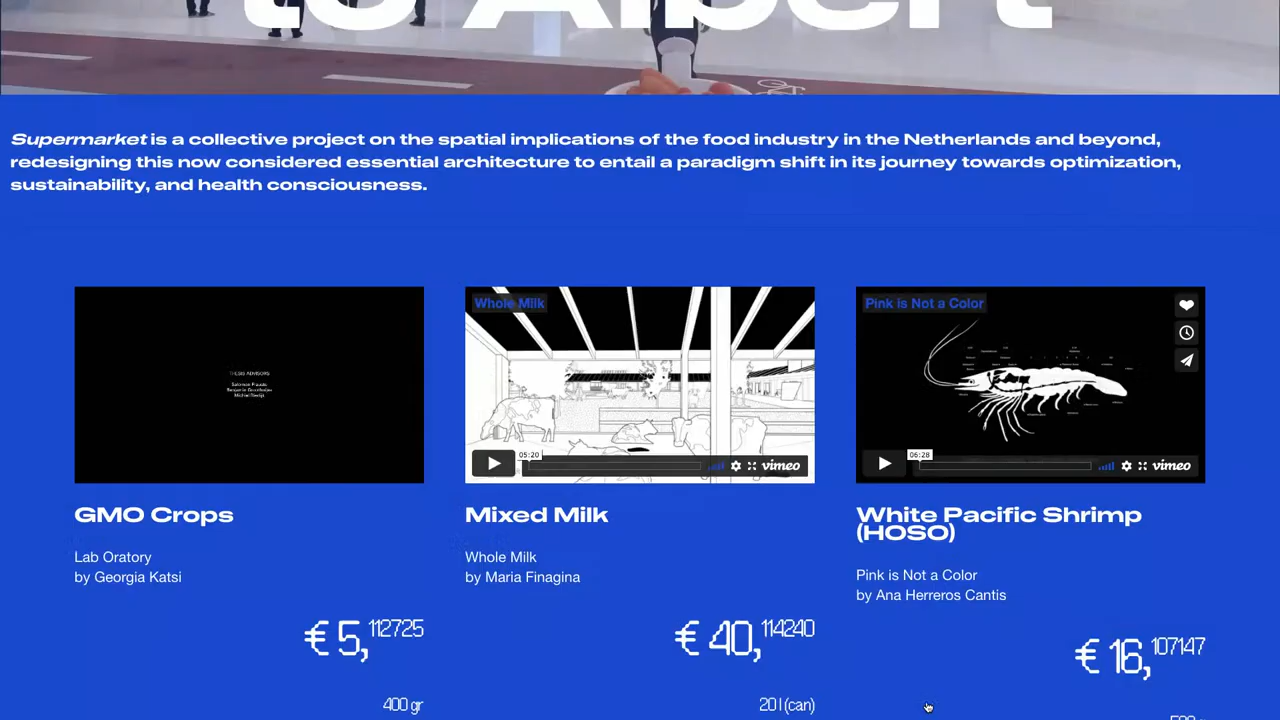 to Albert
Supermarket is a collective project on the spatial implications of the food industry in the Netherlands and beyond,
redesigning this now considered essential architecture to entail a paradigm shift in its journey towards optimization,
sustainability, and health consciousness.
THESIS ADVISORS
Whole Milk
05:20
vimeo
Pink is Not a Color
06:28
vimeo
GMO Crops
Mixed Milk
White Pacific Shrimp
(HOSO)
Lab Oratory
by Georgia Katsi
Whole Milk
by Maria Finagina
Pink is Not a Color
by Ana Herreros Cantis
€ 5,112725
€ 40,114240
€ 16,107147
400 gr
20 l (can)